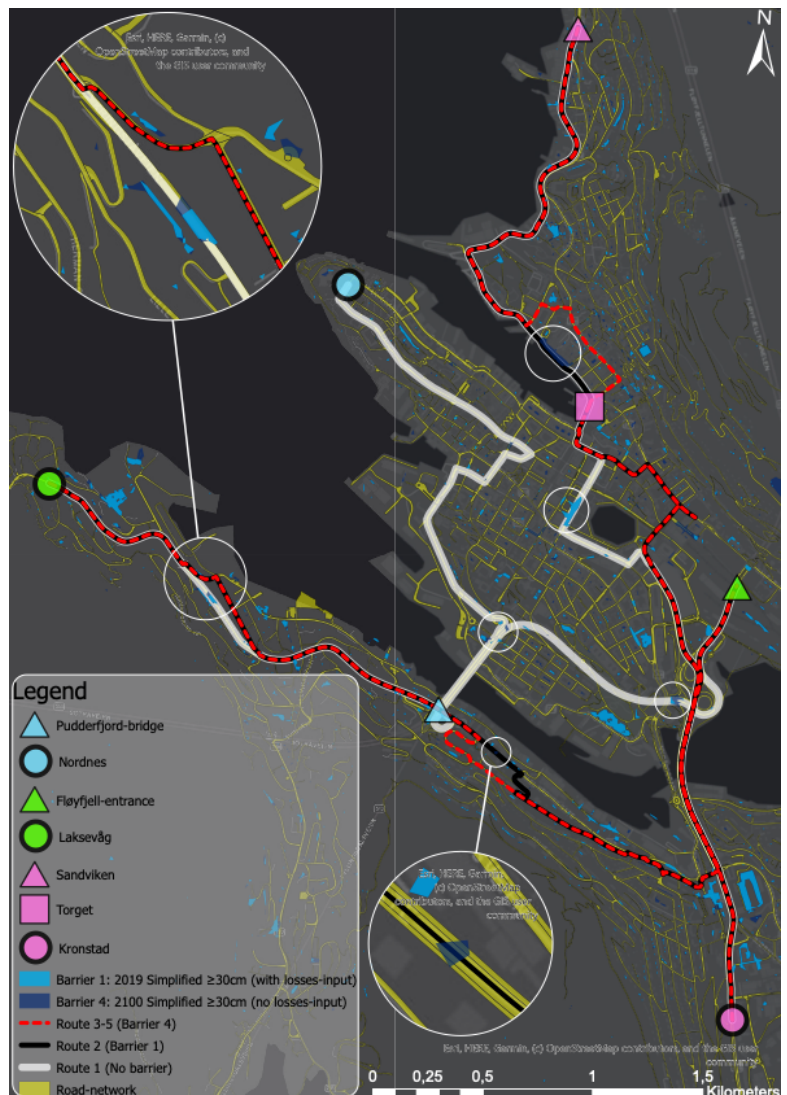 N
Esri, HERE, Garmin, (c)
OpenStreetMap contributors, and
the GIS user
community
Legend
Pudderfjord-bridge
Nordnes
Fløyfjell-entrance
Laksevåg
Sandviken
Torget
Kronstad
Barrier 1: 2019 Simplified ≥30cm (with losses-input)
Barrier 4: 2100 Simplified ≥30cm (no losses-input)
Route 3-5 (Barrier 4)
Route 2 (Barrier 1)
Route 1 (No barrier)
Road-network
Esri, HERE, Garmin,
(c) OpenStreetMap
contributors, and the GIS user
community
Esri, HERE, Garmin, (c) OpenStreetMap contributors, and the GIS user
community
0 0,25 0,5 1 1,5
Kilometers